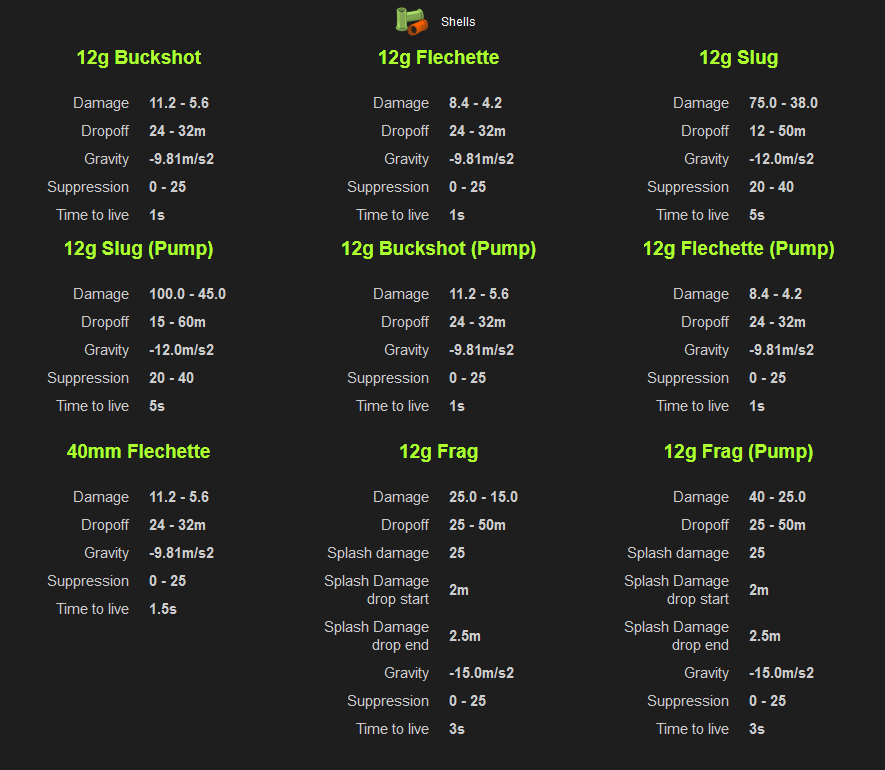 Shells
12g Buckshot
Damage 11.2 - 5.6
Dropoff 24 - 32m
Gravity -9.81m/s2
Suppression 0 - 25
Time to live 1s
12g Flechette
Damage 8.4 - 4.2
Dropoff 24 - 32m
Gravity -9.81m/s2
Suppression 0 - 25
Time to live 1s
12g Slug
Damage 75.0 - 38.0
Dropoff 12 - 50m
Gravity -12.0m/s2
Suppression 20 - 40
Time to live 5s
12g Slug (Pump)
Damage 100.0 - 45.0
Dropoff 15 - 60m
Gravity -12.0m/s2
Suppression 20 - 40
Time to live 5s
12g Buckshot (Pump)
Damage 11.2 - 5.6
Dropoff 24 - 32m
Gravity -9.81m/s2
Suppression 0 - 25
Time to live 1s
12g Flechette (Pump)
Damage 8.4 - 4.2
Dropoff 24 - 32m
Gravity -9.81m/s2
Suppression 0 - 25
Time to live 1s
40mm Flechette
Damage 11.2 - 5.6
Dropoff 24 - 32m
Gravity -9.81m/s2
Suppression 0 - 25
Time to live 1.5s
12g Frag
Damage 25.0 - 15.0
Dropoff 25 - 50m
Splash damage 25
Splash Damage
drop start 2m
Splash Damage
drop end 2.5m
Gravity -15.0m/s2
Suppression 0 - 25
Time to live 3s
12g Frag (Pump)
Damage 40 - 25.0
Dropoff 25 - 50m
Splash damage 25
Splash Damage
drop start 2m
Splash Damage
drop end 2.5m
Gravity -15.0m/s2
Suppression 0 - 25
Time to live 3s